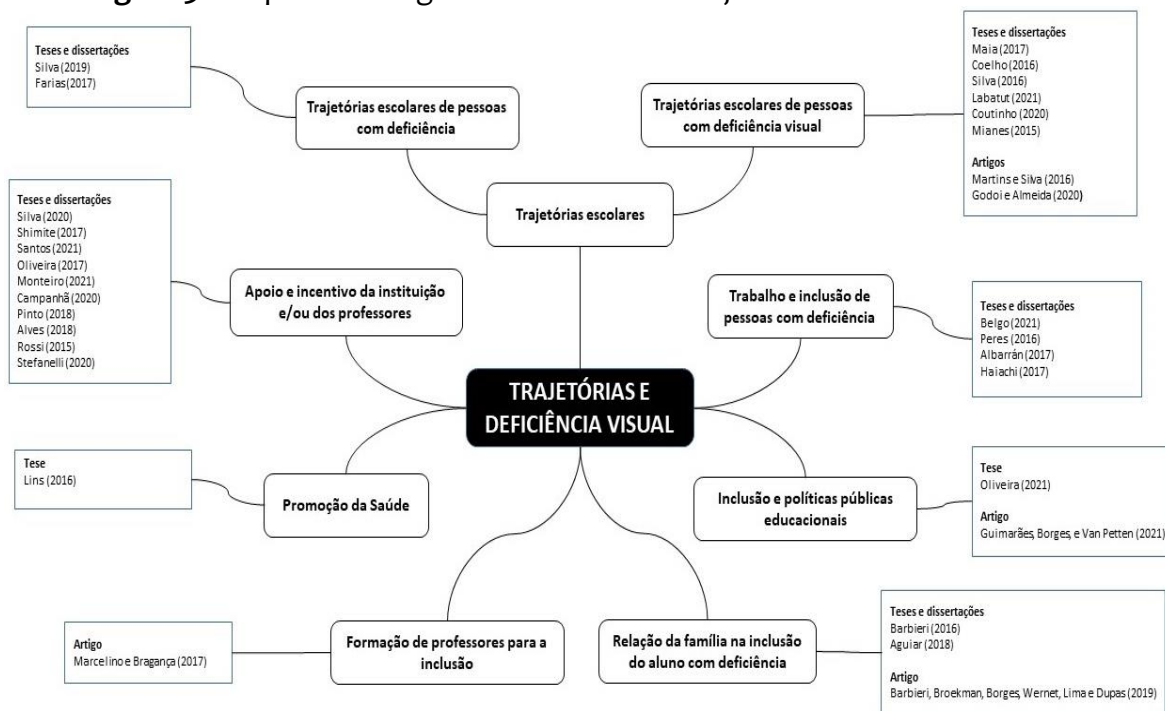 Teses e dissertações
Silva (2019)
Farias(2017)
Trajetórias escolares de pessoas
com deficiência
Trajetórias escolares de pessoas
com deficiência visual
Teses e dissertações
Maia (2017)
Coelho (2016)
Silva (2016)
Labatut (2021)
Coutinho (2020)
Mianes (2015)
Artigos
Martins e Silva (2016)
Godoi e Almeida (2020)
Trajetórias escolares
Teses e dissertações
Silva (2020)
Shimite (2017)
Santos (2021)
Oliveira (2017)
Monteiro (2021)
Campanhã (2020)
Pinto (2018)
Alves (2018)
Rossi (2015)
Stefanelli (2020)
Apoio e incentivo da instituição
e/ou dos professores
Trabalho e inclusão de
pessoas com deficiência
Teses e dissertações
Belgo (2021)
Peres (2016)
Albarrán (2017)
Haiachi (2017)
TRAJETÓRIAS E
DEFICIÊNCIA VISUAL
Tese
Lins (2016)
Promoção da Saúde
Inclusão e políticas públicas
educacionais
Tese
Oliveira (2021)
Artigo
Guimarães, Borges, e Van Petten (2021)
Artigo
Marcelino e Bragança (2017)
Formação de professores para a
inclusão
Relação da família na inclusão
do aluno com deficiência
Teses e dissertações
Barbieri (2016)
Aguiar (2018)
Artigo
Barbieri, Broekman, Borges, Wernet, Lima e Dupas (2019)